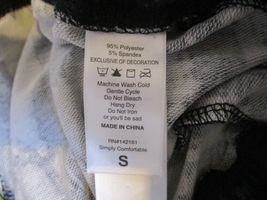 95% Polyester
5% Spandex
EXCLUSIVE OF DECORATION
Machine Wash Cold
Gentle Cycle
Do Not Bleach
Hang Dry
Do Not Iron
or you'll be sad
MADE IN CHINA
RN#142181
Simply Comfortable
S